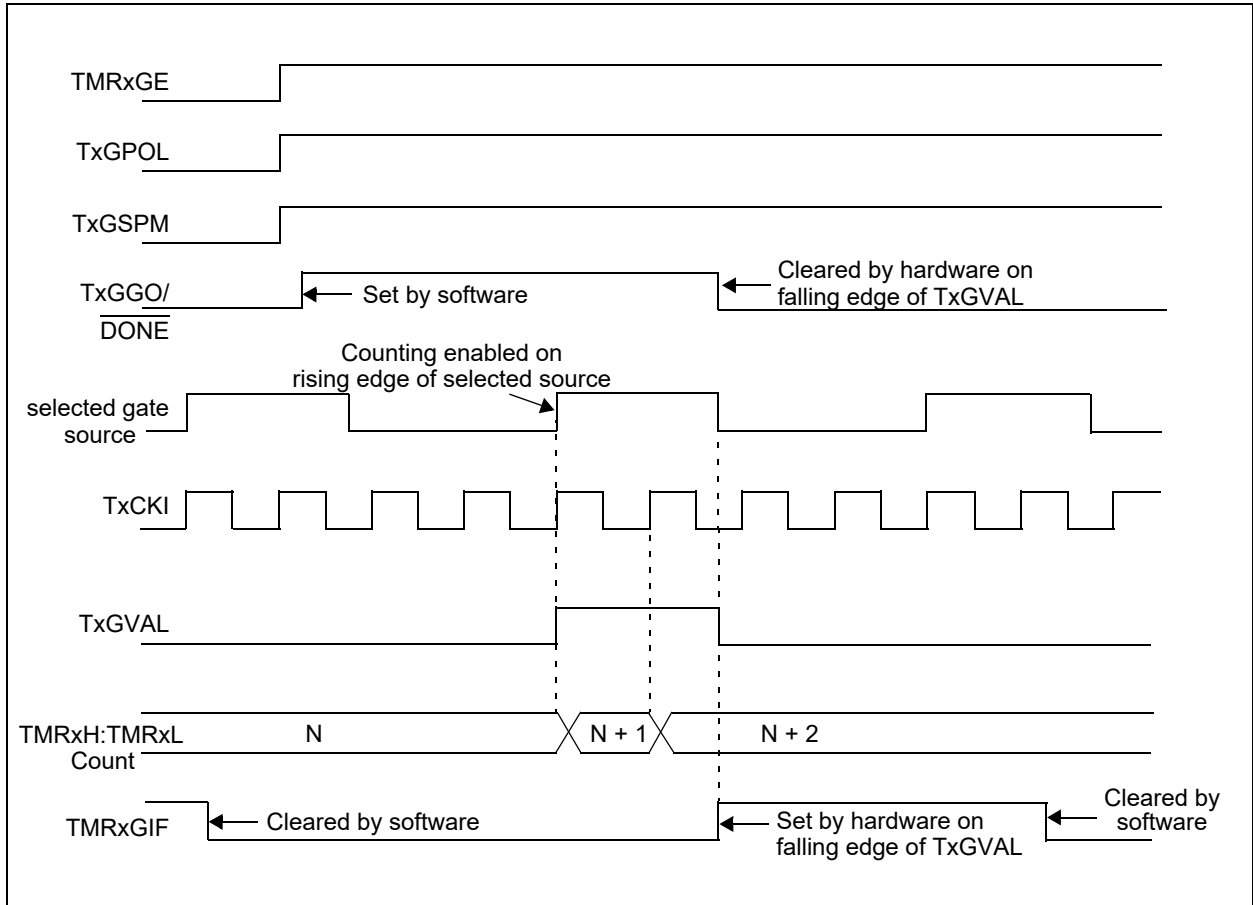 TMRxGE
TxGPOL
TxGSPM
TxGGO/
DONE
Set by software
Cleared by hardware on
falling edge of TxGVAL
Counting enabled on
rising edge of selected source
selected gate
source
TxCKI
TxGVAL
TMRxH:TMRxL
Count
N
N + 1
N + 2
TMRxGIF
Cleared by software
Set by hardware on
falling edge of TxGVAL
Cleared by
software